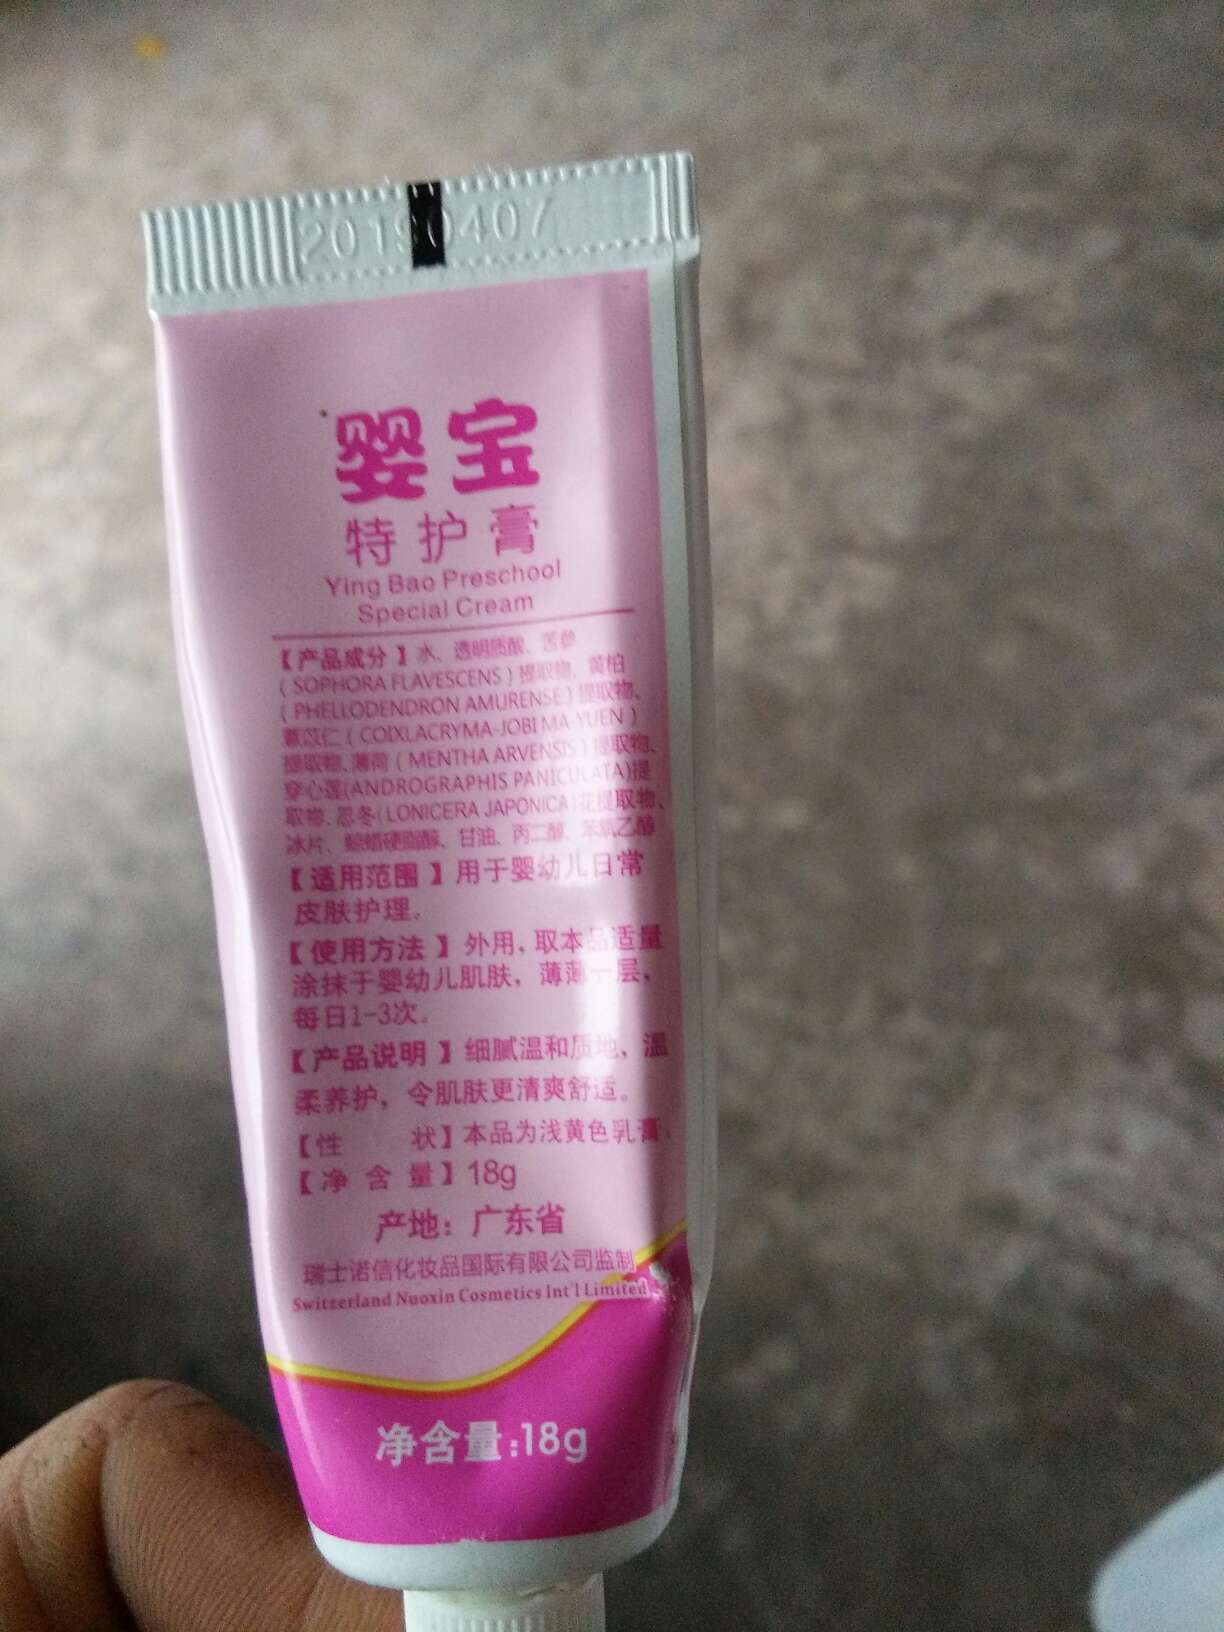 20190407
婴宝
特护膏
Ying Bao Preschool
Special Cream
【产品成分】水、透明质酸、苦参
(SOPHORA FLAVESCENS)提取物、黄柏
(PHELLODENDRON AMURENSE)提取物、
薏苡仁(COIXLACRYMA-JOBI MA-YUEN)
提取物、薄荷(MENTHA ARVENSIS)提取物、
穿心莲(ANDROGRAPHIS PANICULATA)提
取物、忍冬(LONICERA JAPONICA)花提取物、
冰片、鲸蜡硬脂醇、甘油、丙二醇、苯氧乙醇
【适用范围】用于婴幼儿日常
皮肤护理。
【使用方法】外用,取本品适量
涂抹于婴幼儿肌肤，薄薄一层，
每日1-3次。
【产品说明】细腻温和质地，温
柔养护，令肌肤更清爽舒适。
【性 状】本品为浅黄色乳膏。
【净含量】18g
产地：广东省
瑞士诺信化妆品国际有限公司监制
Switzerland Nuoxin Cosmetics Int'l Limited
净含量:18g